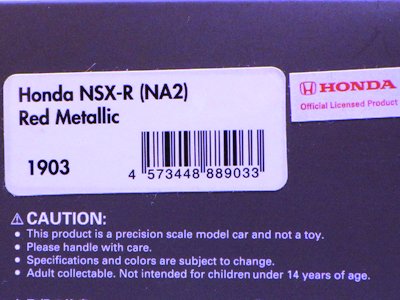 Honda NSX-R (NA2)
Red Metallic
1903
4 573448 889033
HONDA
Official Licensed Product
⚠CAUTION:
• This product is a precision scale model car and not a toy.
• Please handle with care.
• Specifications and colors are subject to change.
• Adult collectable. Not intended for children under 14 years of age.